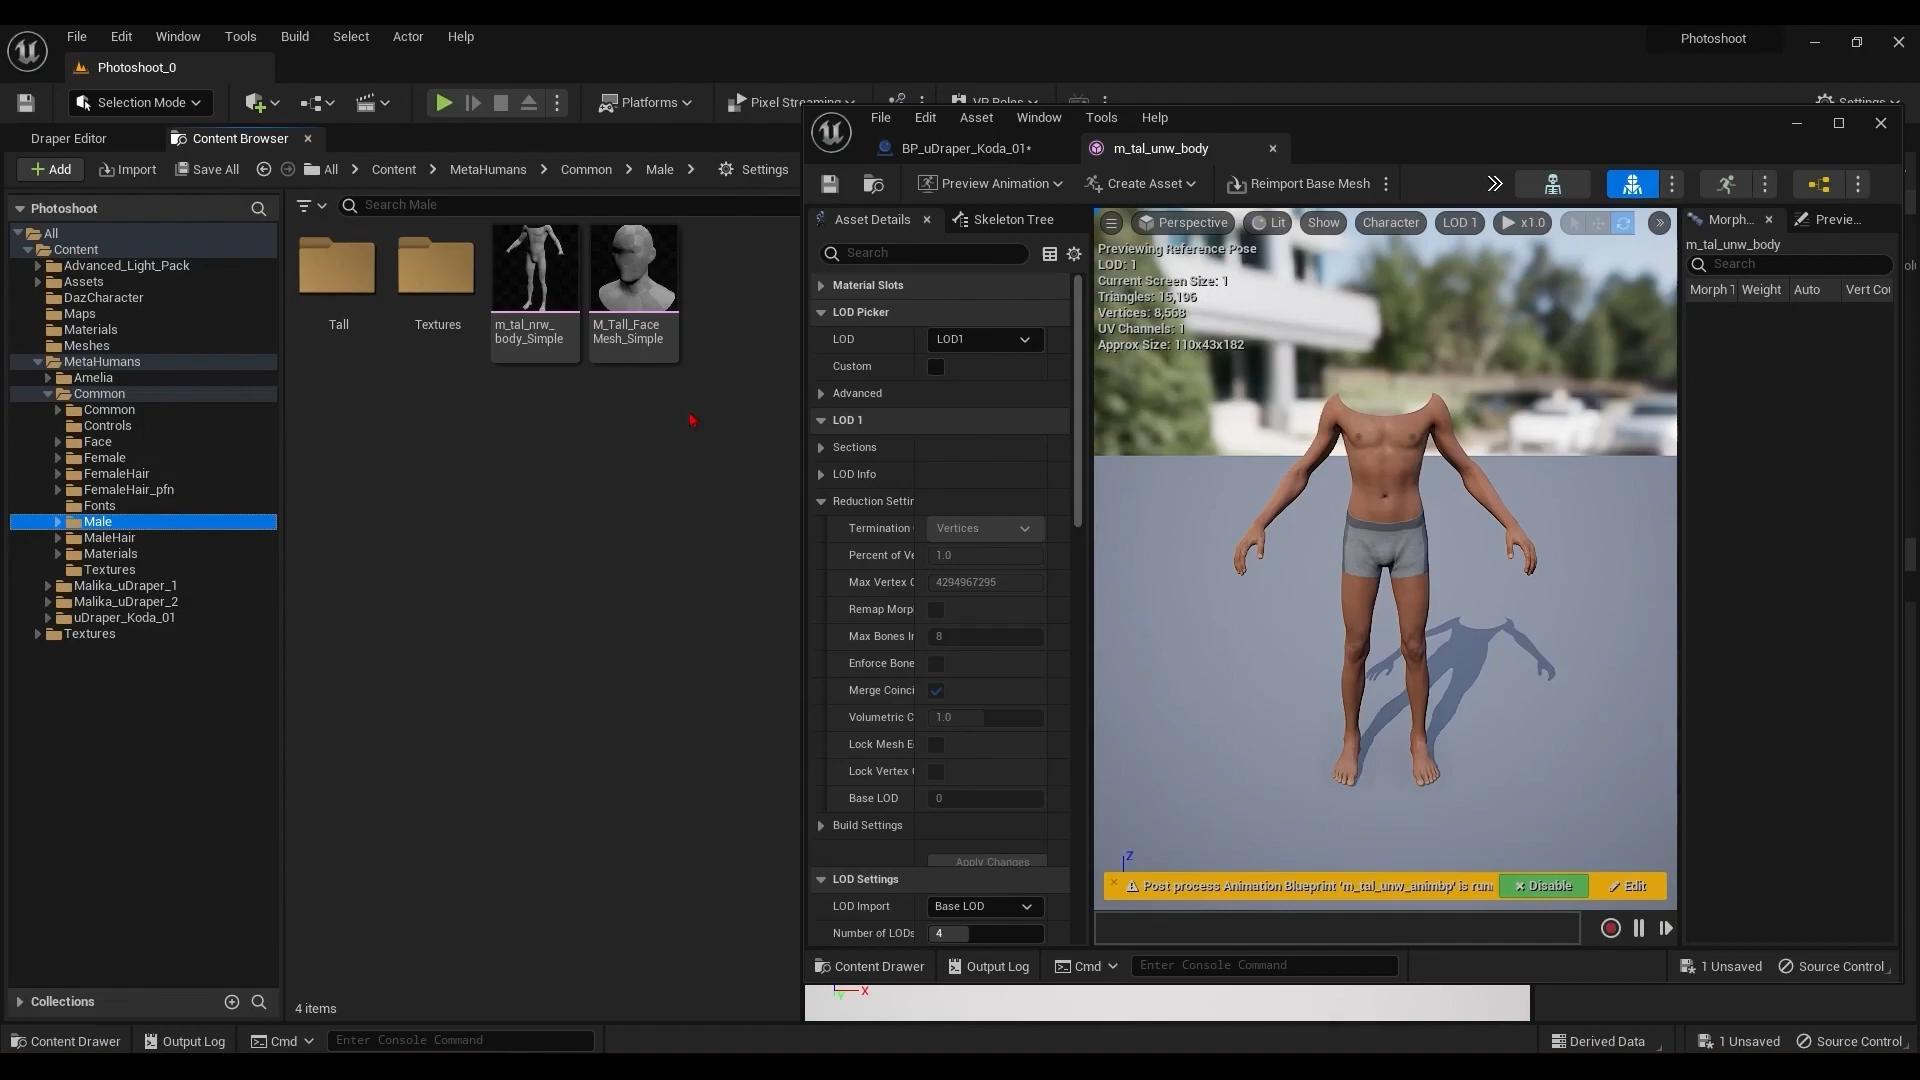 File Edit Window Tools Build Select Actor Help
Photoshoot
Photoshoot_0
Selection Mode
Platforms
Pixel Streaming
VR Roles
Settings
Draper Editor
Content Browser
Add
Import
Save All
All
Content
MetaHumans
Common
Male
Settings
Photoshoot
All
Content
Advanced_Light_Pack
Assets
DazCharacter
Maps
Materials
Meshes
MetaHumans
Amelia
Common
Common
Controls
Face
Female
FemaleHair
FemaleHair_pfn
Fonts
Male
MaleHair
Materials
Textures
Malika_uDraper_1
Malika_uDraper_2
uDraper_Koda_01
Textures
Collections
Search Male
Tall
Textures
m_tal_nrw_
body_Simple
M_Tall_Face
Mesh_Simple
4 items
File Edit Asset Window Tools Help
BP_uDraper_Koda_01*
m_tal_unw_body
Preview Animation
Create Asset
Reimport Base Mesh
Asset Details
Skeleton Tree
Search
Material Slots
LOD Picker
LOD LOD1
Custom
Advanced
LOD 1
Sections
LOD Info
Reduction Settir
Termination Vertices
Percent of Ve 1.0
Max Vertex C 4294967295
Remap Morp
Max Bones In 8
Enforce Bone
Merge Coinci
Volumetric C 1.0
Lock Mesh E
Lock Vertex
Base LOD 0
Build Settings
Apply Changes
LOD Settings
LOD Import Base LOD
Number of LODs 4
Perspective
Lit
Show
Character
LOD 1
x1.0
Previewing Reference Pose
LOD: 1
Current Screen Size: 1
Triangles: 15,196
Vertices: 8,568
UV Channels: 1
Approx Size: 110x43x182
Z
Post process Animation Blueprint 'm_tal_unw_animbp' is run
Disable
Edit
Morph...
Previe...
m_tal_unw_body
Search
Morph T Weight Auto Vert Cou
Content Drawer
Output Log
Cmd
Enter Console Command
1 Unsaved
Source Control
Y X
Content Drawer
Output Log
Cmd
Enter Console Command
Derived Data
1 Unsaved
Source Control